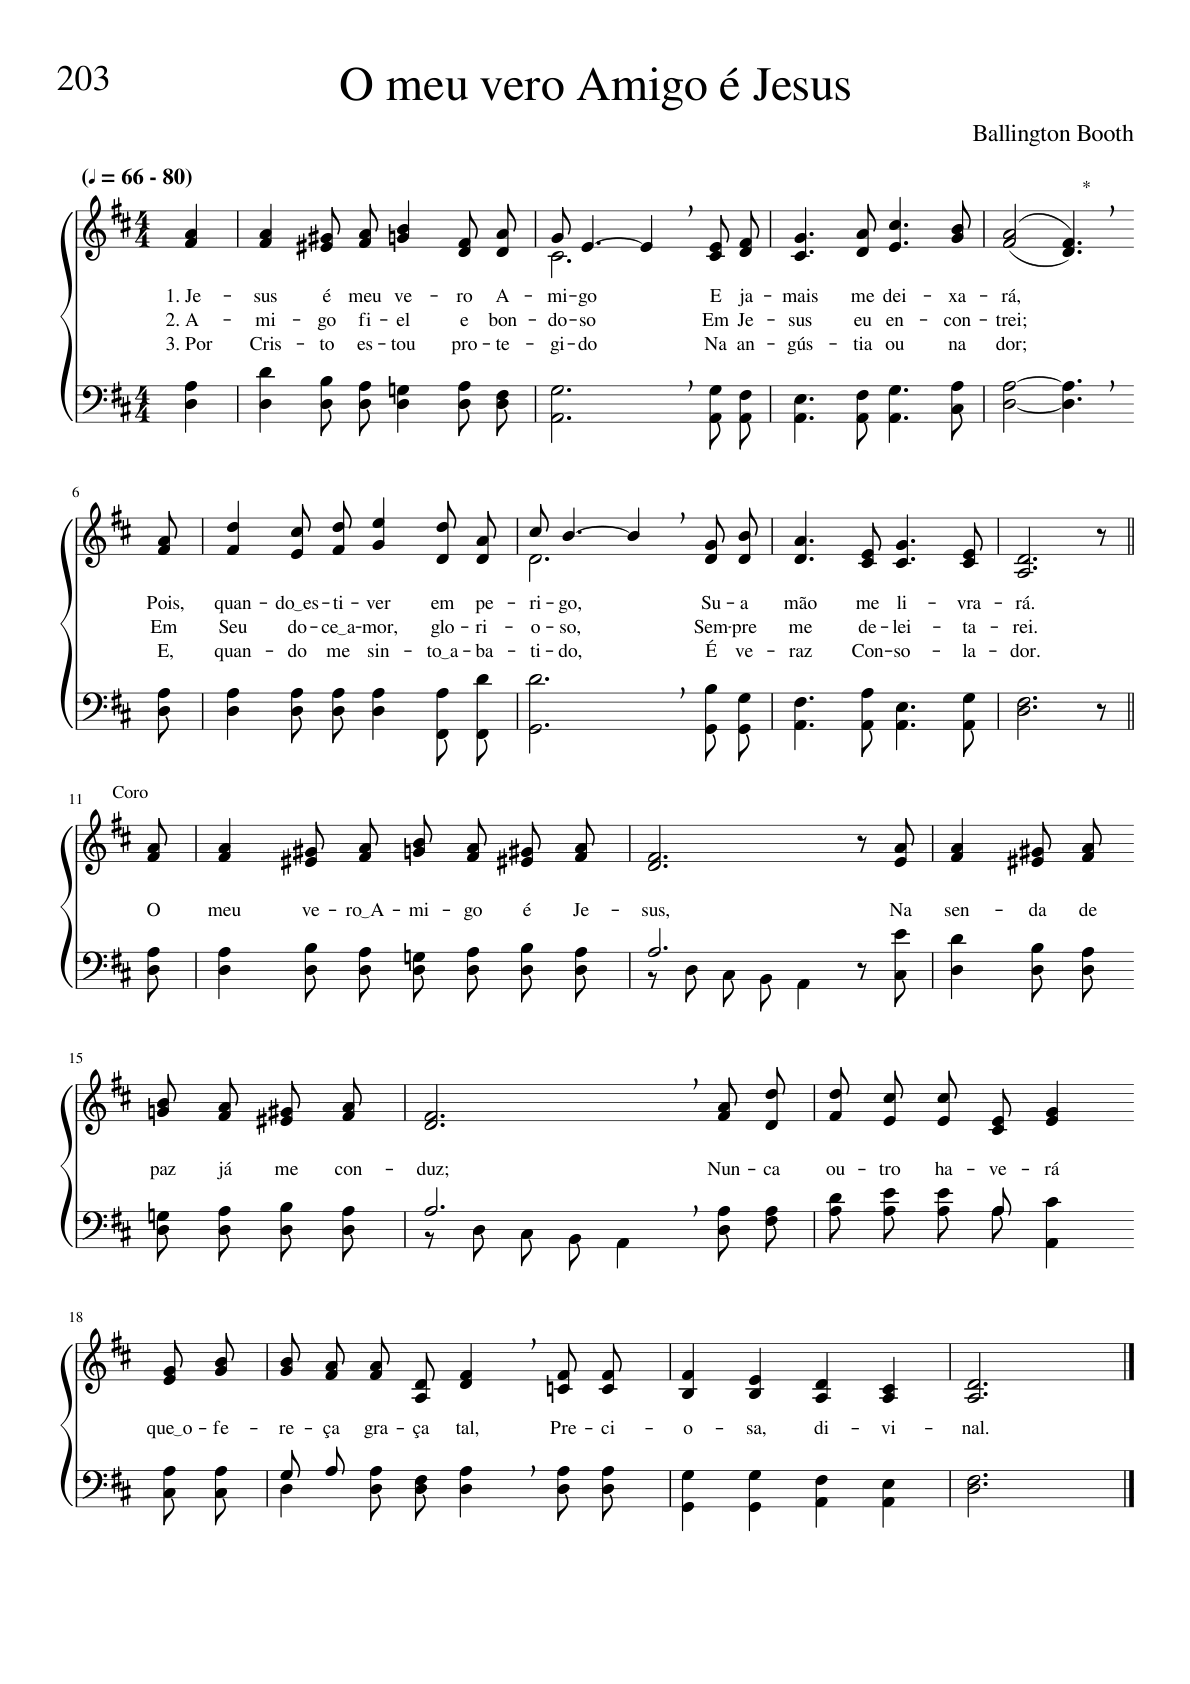 203
O meu vero Amigo é Jesus
Ballington Booth
(♩ = 66 - 80)
*
1. Je - sus é meu ve - ro A - mi - go E ja - mais me dei - xa - rá,
2. A - mi - go fi - el e bon - do - so Em Je - sus eu en - con - trei;
3. Por Cris - to es - tou pro - te - gi - do Na an - gús - tia ou na dor;
6
Pois, quan - do‿es - ti - ver em pe - ri - go, Su - a mão me li - vra - rá.
Em Seu do - ce‿a - mor, glo - ri - o - so, Sem - pre me de - lei - ta - rei.
E, quan - do me sin - to‿a - ba - ti - do, É ve - raz Con - so - la - dor.
11 Coro
O meu ve - ro‿A - mi - go é Je - sus, Na sen - da de
15
paz já me con - duz; Nun - ca ou - tro ha - ve - rá
18
que‿o - fe - re - ça gra - ça tal, Pre - ci - o - sa, di - vi - nal.